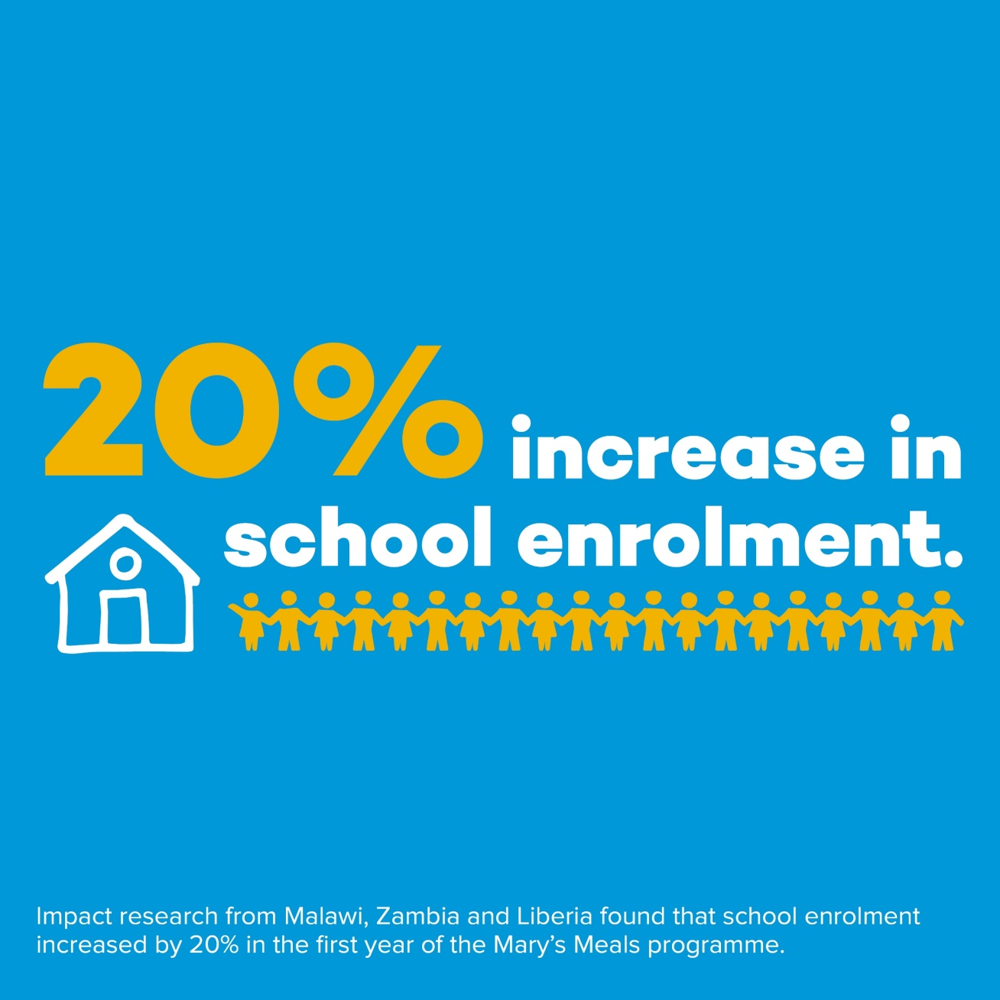 20% increase in
school enrolment.
Impact research from Malawi, Zambia and Liberia found that school enrolment
increased by 20% in the first year of the Mary’s Meals programme.